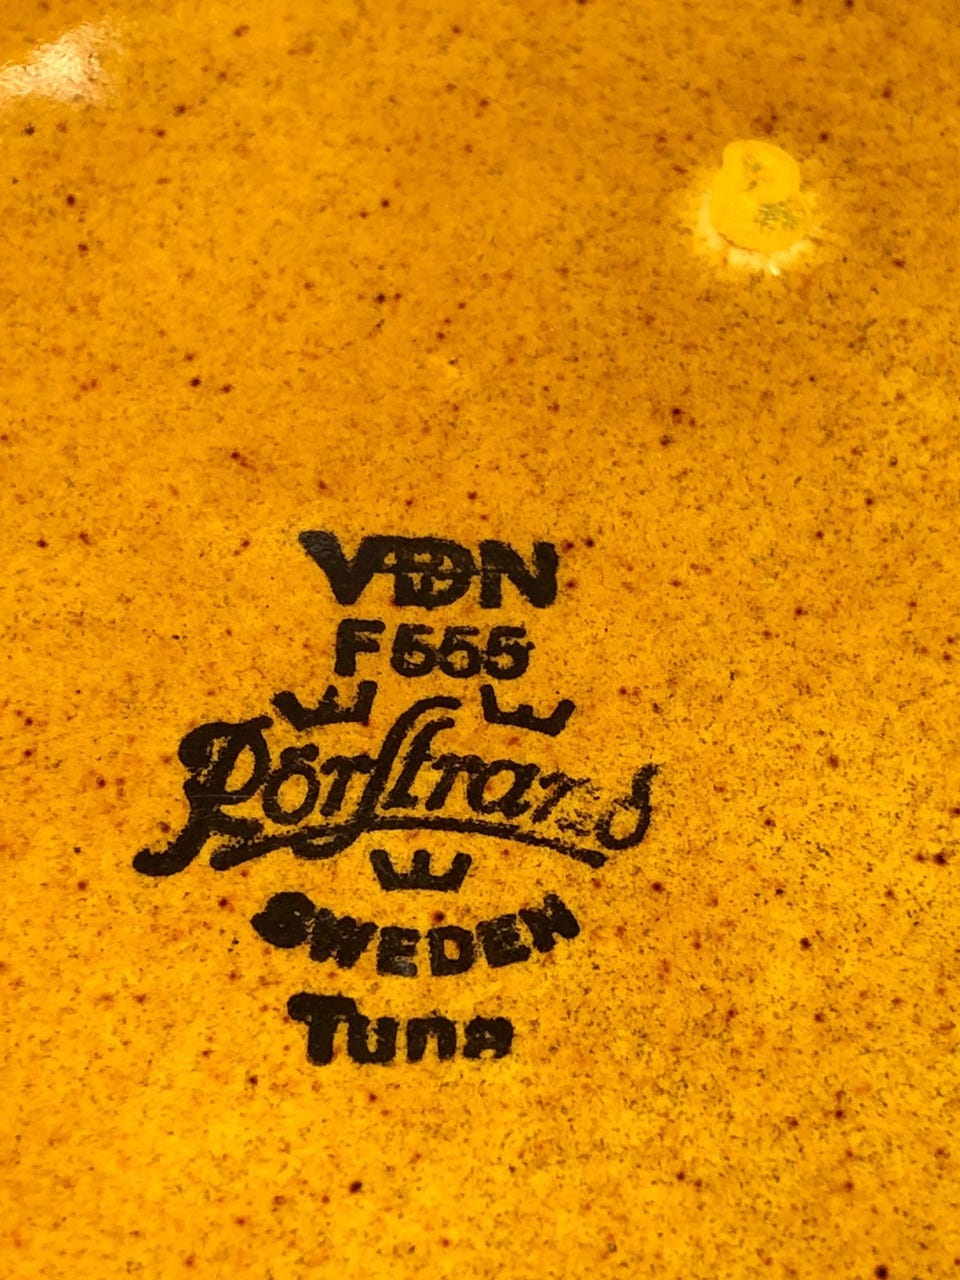 VDN
F555
Rörstrand
SWEDEN
Tuna